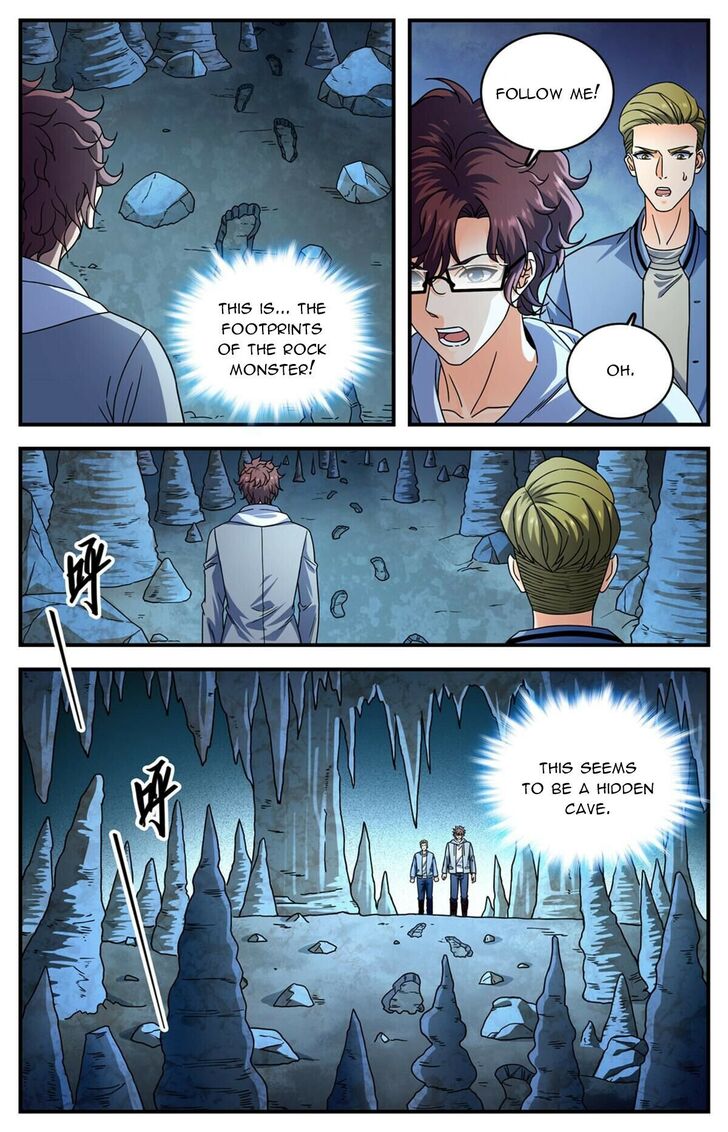 THIS IS... THE
FOOTPRINTS
OF THE ROCK
MONSTER!
FOLLOW ME!
OH.
呼
呼
THIS SEEMS
TO BE A HIDDEN
CAVE.